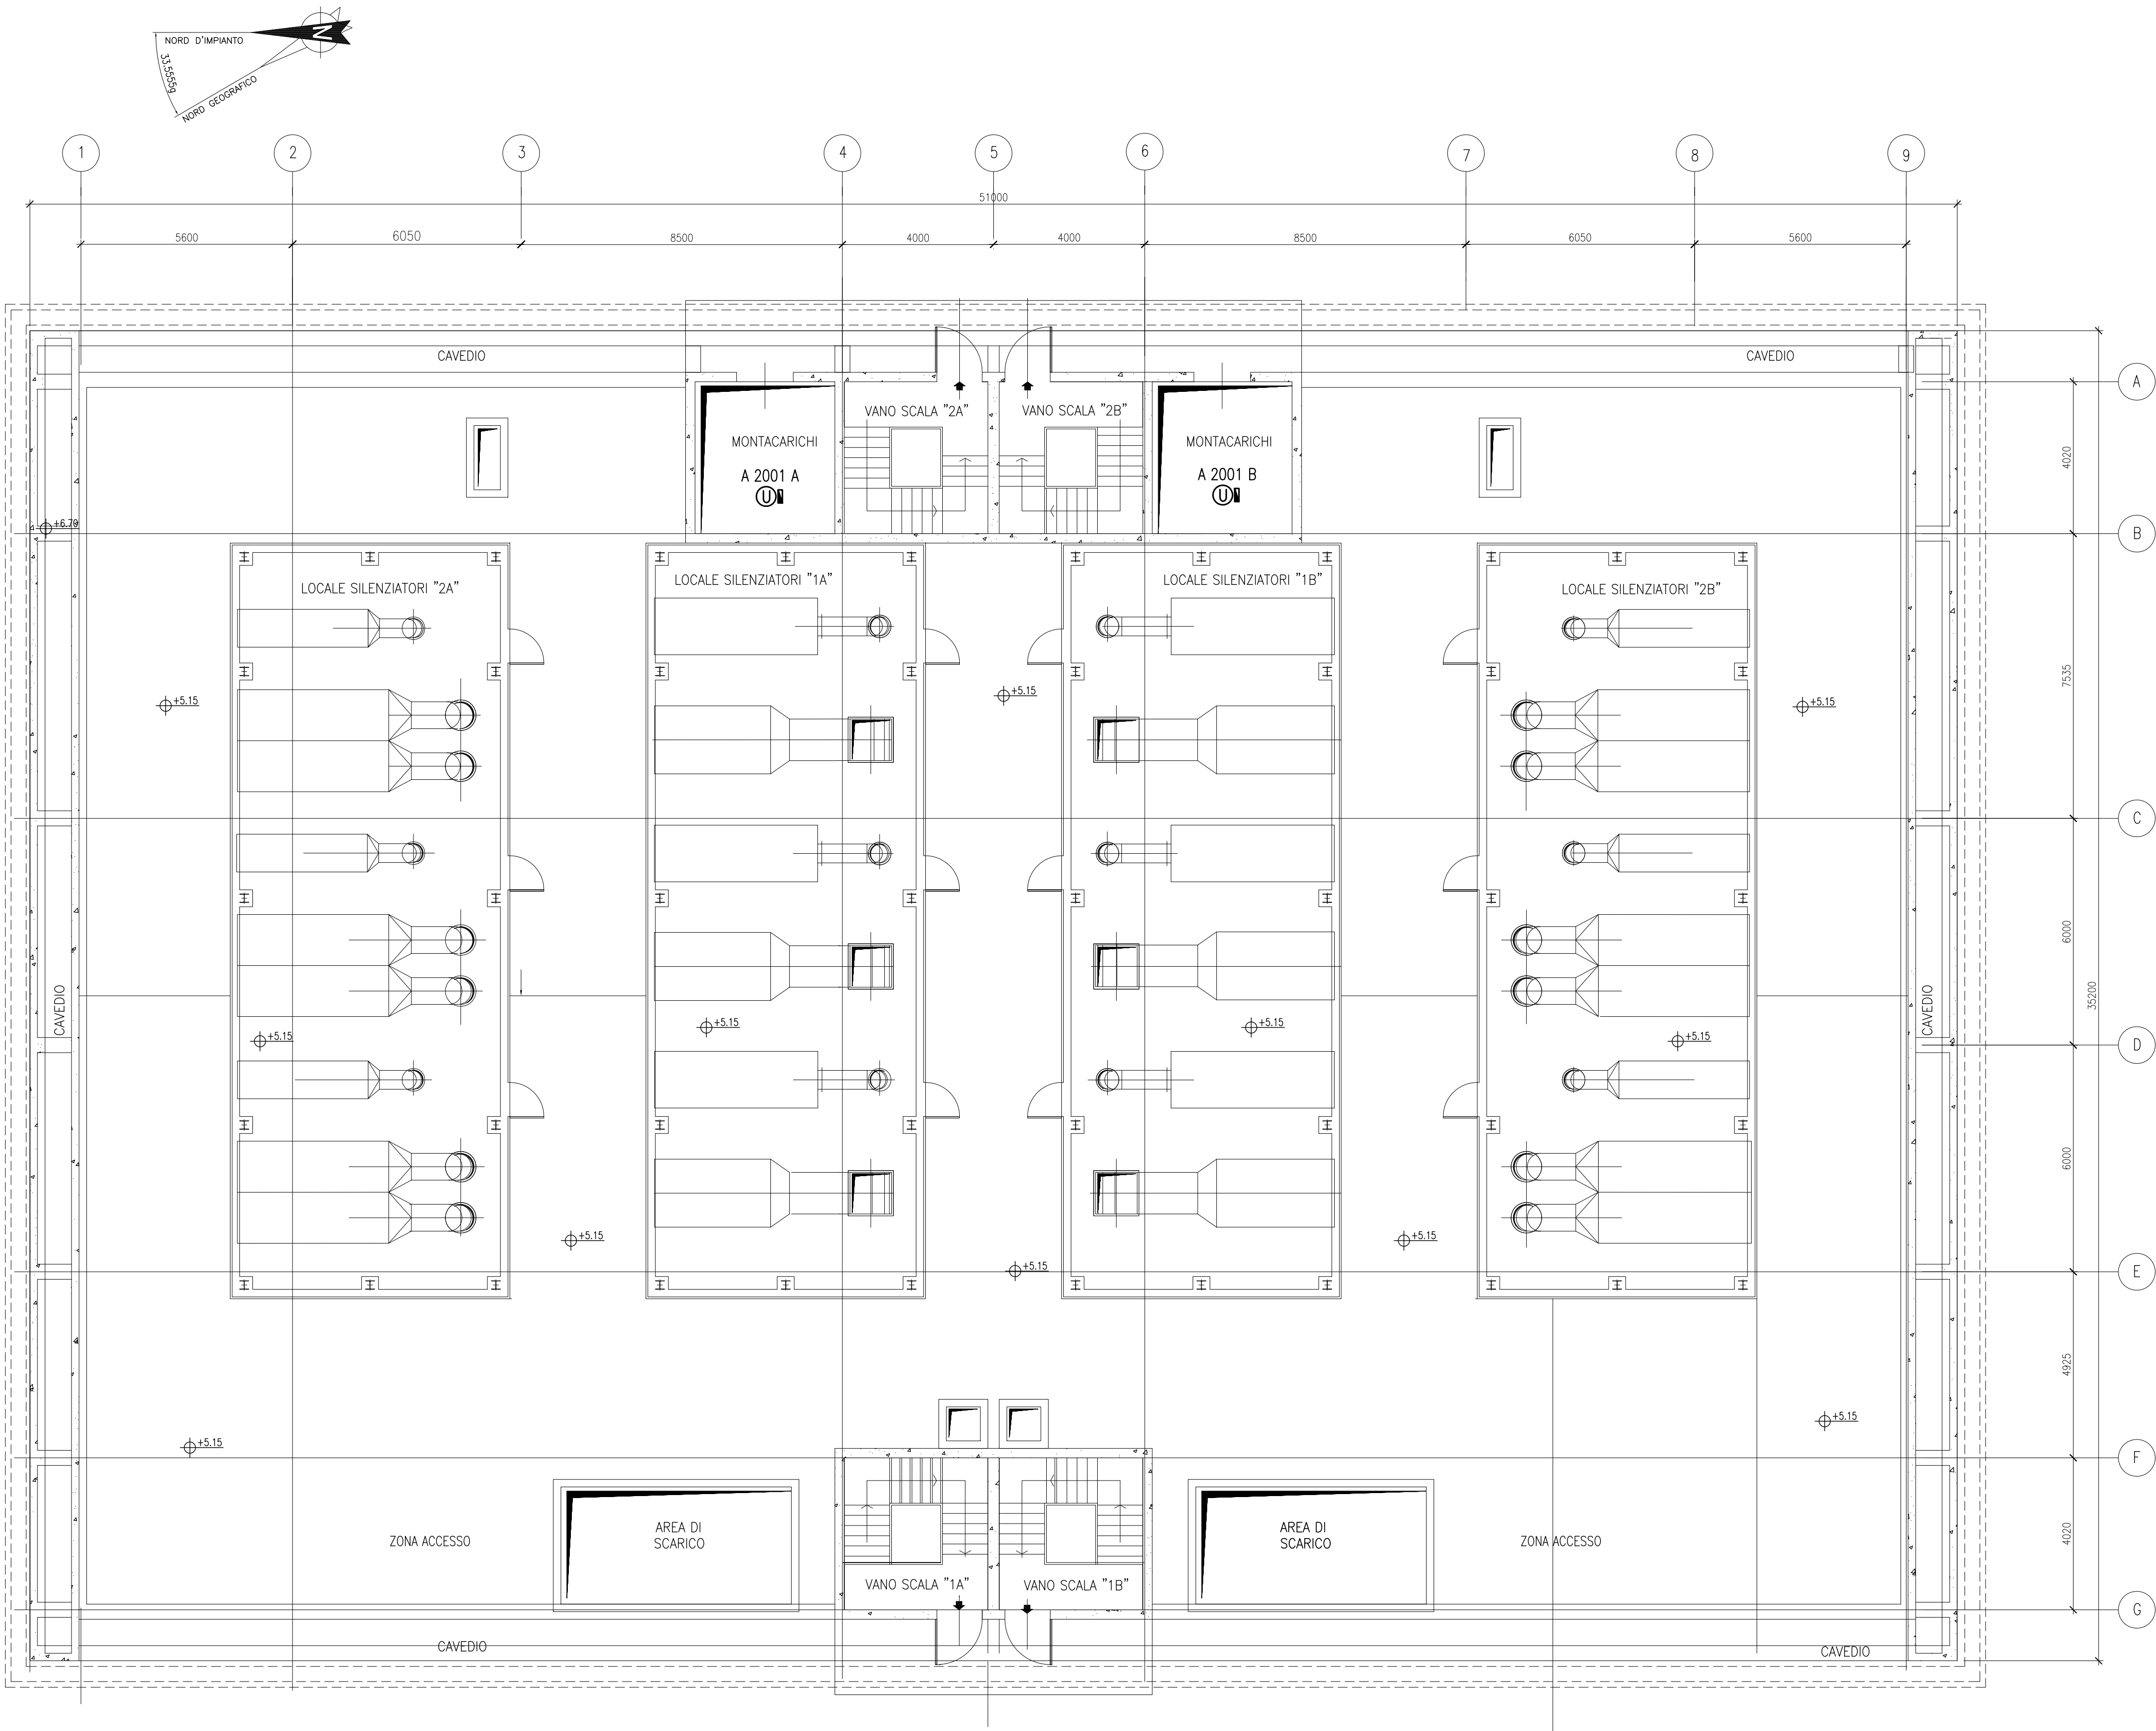 N
NORD D'IMPIANTO
33.5555g
NORD GEOGRAFICO
1
2
3
4
5
6
7
8
9
51000
5600
6050
8500
4000
4000
8500
6050
5600
CAVEDIO
CAVEDIO
A
VANO SCALA "2A"
VANO SCALA "2B"
MONTACARICHI
MONTACARICHI
4020
A 2001 A
A 2001 B
U
U
+6.70
B
LOCALE SILENZIATORI "2A"
LOCALE SILENZIATORI "1A"
LOCALE SILENZIATORI "1B"
LOCALE SILENZIATORI "2B"
7535
+5.15
+5.15
+5.15
C
6000
CAVEDIO
CAVEDIO
35200
+5.15
+5.15
+5.15
+5.15
D
6000
+5.15
+5.15
+5.15
E
4925
+5.15
+5.15
F
AREA DI
SCARICO
AREA DI
SCARICO
ZONA ACCESSO
ZONA ACCESSO
4020
VANO SCALA "1A"
VANO SCALA "1B"
G
CAVEDIO
CAVEDIO